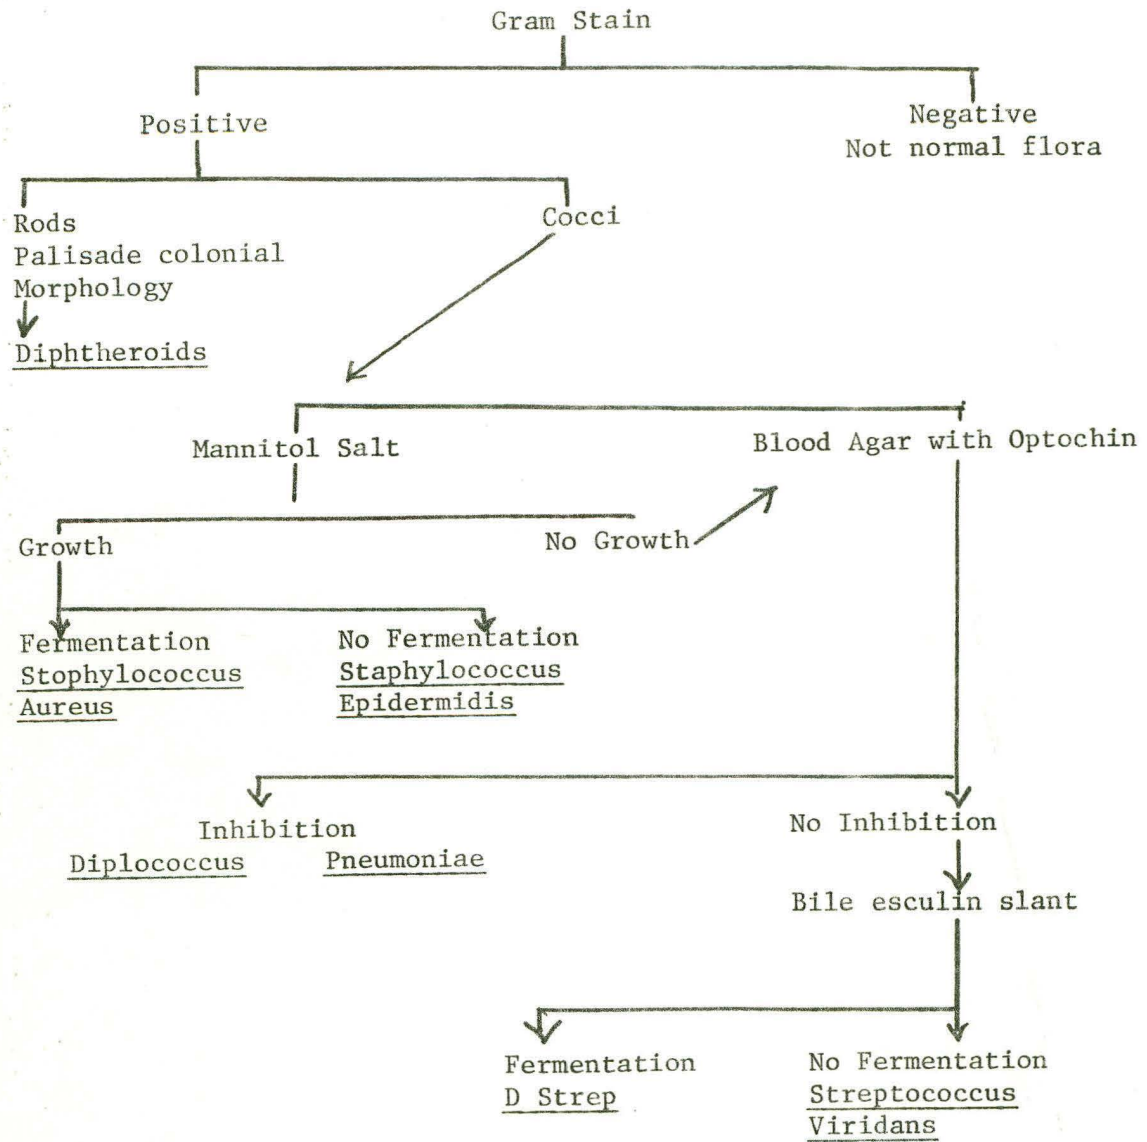 Gram Stain
Positive
Negative
Not normal flora
Rods
Palisade colonial
Morphology
Diphtheroids
Cocci
Mannitol Salt
Blood Agar with Optochin
Growth
No Growth
Fermentation
Stophylococcus
Aureus
No Fermentation
Staphylococcus
Epidermidis
Inhibition
Diplococcus Pneumoniae
No Inhibition
Bile esculin slant
Fermentation
D Strep
No Fermentation
Streptococcus
Viridans